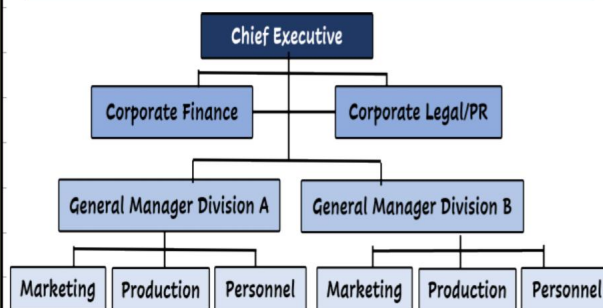 Chief Executive
Corporate Finance
Corporate Legal/PR
General Manager Division A
General Manager Division B
Marketing
Production
Personnel
Marketing
Production
Personnel